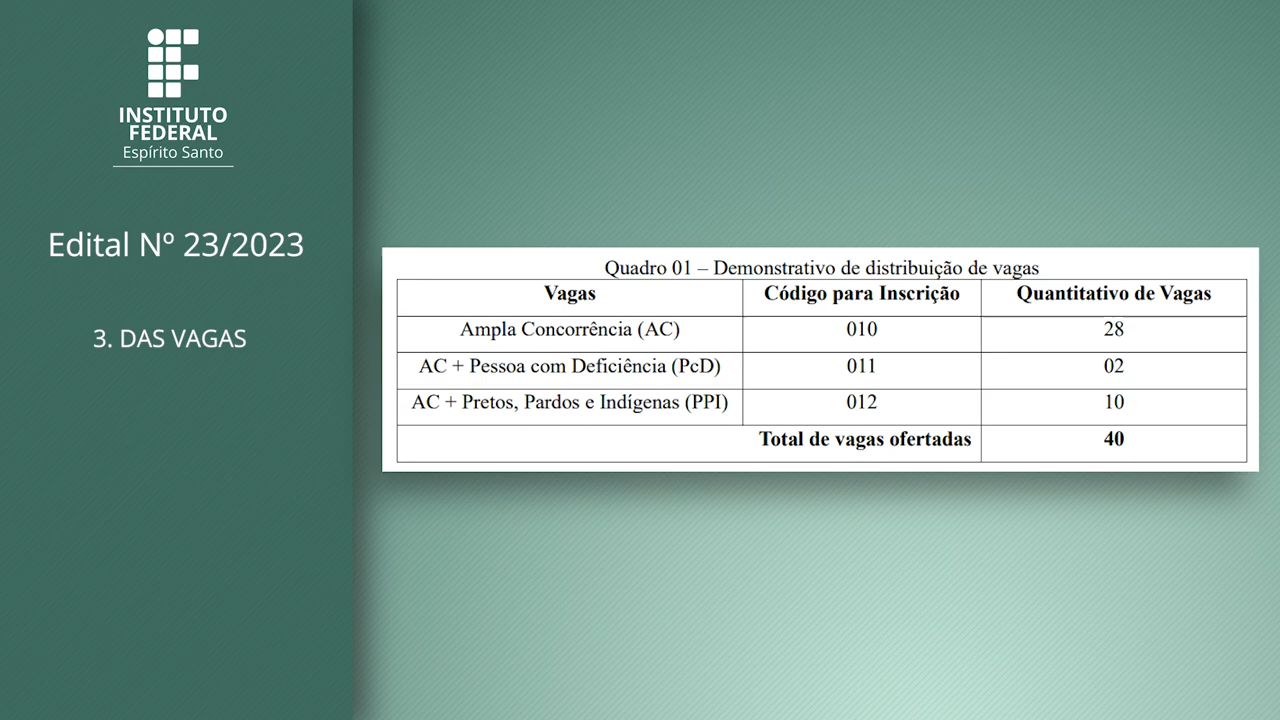 INSTITUTO
FEDERAL
Espírito Santo
Edital Nº 23/2023
3. DAS VAGAS
Quadro 01 – Demonstrativo de distribuição de vagas
Vagas Código para Inscrição Quantitativo de Vagas
Ampla Concorrência (AC) 010 28
AC + Pessoa com Deficiência (PcD) 011 02
AC + Pretos, Pardos e Indígenas (PPI) 012 10
Total de vagas ofertadas 40